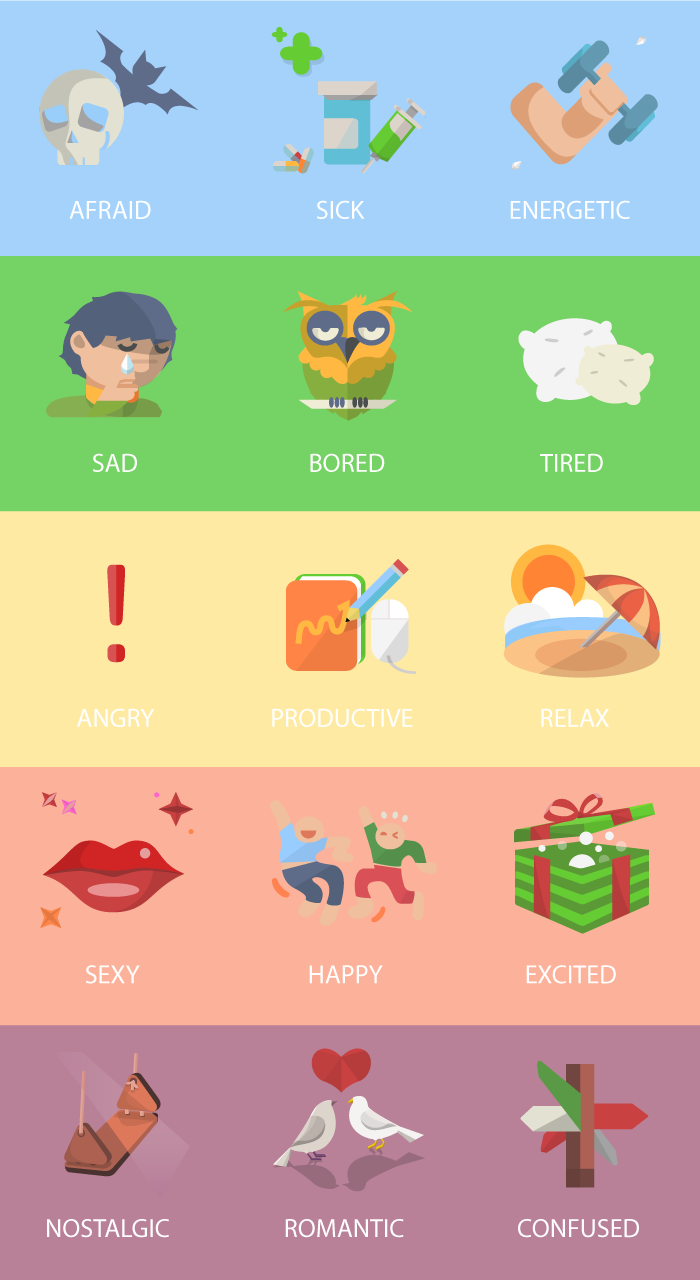 AFRAID
SICK
ENERGETIC
SAD
BORED
TIRED
ANGRY
PRODUCTIVE
RELAX
SEXY
HAPPY
EXCITED
NOSTALGIC
ROMANTIC
CONFUSED